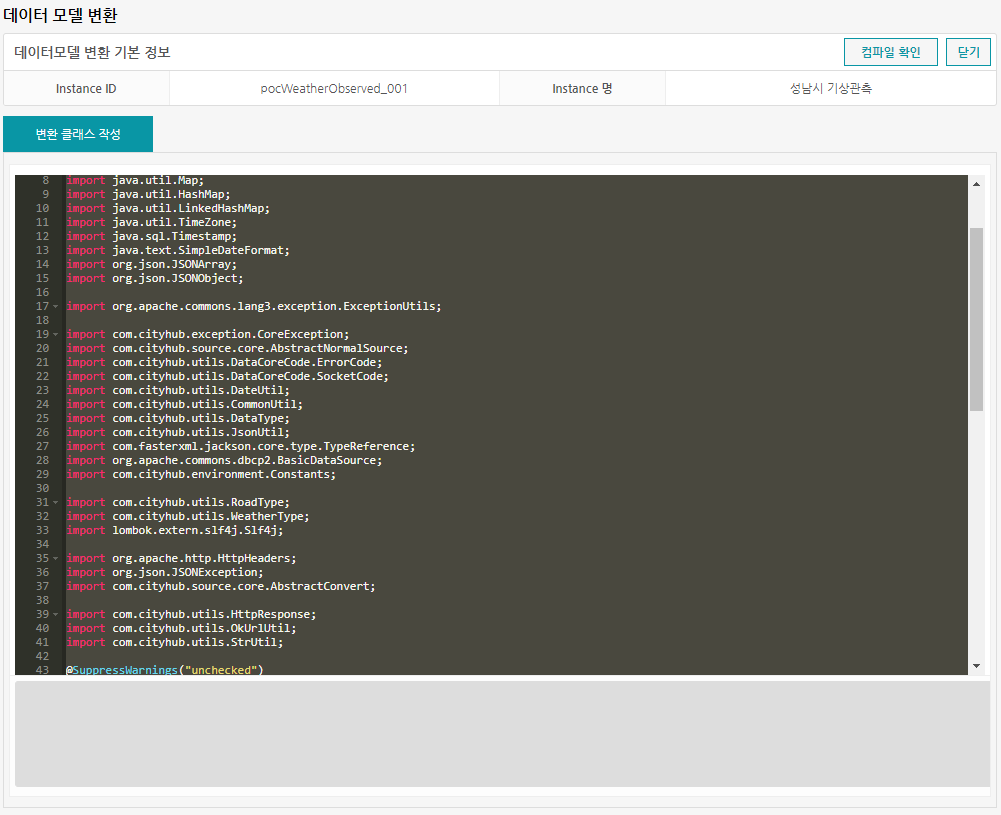 데이터 모델 변환
데이터모델 변환 기본 정보
컴파일 확인
닫기
Instance ID
pocWeatherObserved_001
Instance 명
성남시 기상관측
변환 클래스 작성
8 import java.util.Map;
9 import java.util.HashMap;
10 import java.util.LinkedHashMap;
11 import java.util.TimeZone;
12 import java.sql.Timestamp;
13 import java.text.SimpleDateFormat;
14 import org.json.JSONArray;
15 import org.json.JSONObject;
16
17 import org.apache.commons.lang3.exception.ExceptionUtils;
18
19 import com.cityhub.exception.CoreException;
20 import com.cityhub.source.core.AbstractNormalSource;
21 import com.cityhub.utils.DataCoreCode.ErrorCode;
22 import com.cityhub.utils.DataCoreCode.SocketCode;
23 import com.cityhub.utils.DateUtil;
24 import com.cityhub.utils.CommonUtil;
25 import com.cityhub.utils.DataType;
26 import com.cityhub.utils.JsonUtil;
27 import com.fasterxml.jackson.core.type.TypeReference;
28 import org.apache.commons.dbcp2.BasicDataSource;
29 import com.cityhub.environment.Constants;
30
31 import com.cityhub.utils.RoadType;
32 import com.cityhub.utils.WeatherType;
33 import lombok.extern.slf4j.Slf4j;
34
35 import org.apache.http.HttpHeaders;
36 import org.json.JSONException;
37 import com.cityhub.source.core.AbstractConvert;
38
39 import com.cityhub.utils.HttpResponse;
40 import com.cityhub.utils.OkUrlUtil;
41 import com.cityhub.utils.StrUtil;
42
43 @SuppressWarnings("unchecked")